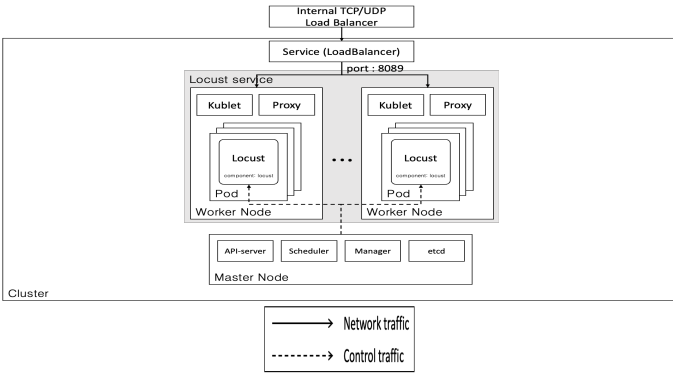 Internal TCP/UDP
Load Balancer
Service (LoadBalancer)
port : 8089
Locust service
Kublet
Proxy
Kublet
Proxy
Locust
component: locust
Pod
Worker Node
...
Locust
component: locust
Pod
Worker Node
API-server
Scheduler
Manager
etcd
Master Node
Cluster
Network traffic
Control traffic